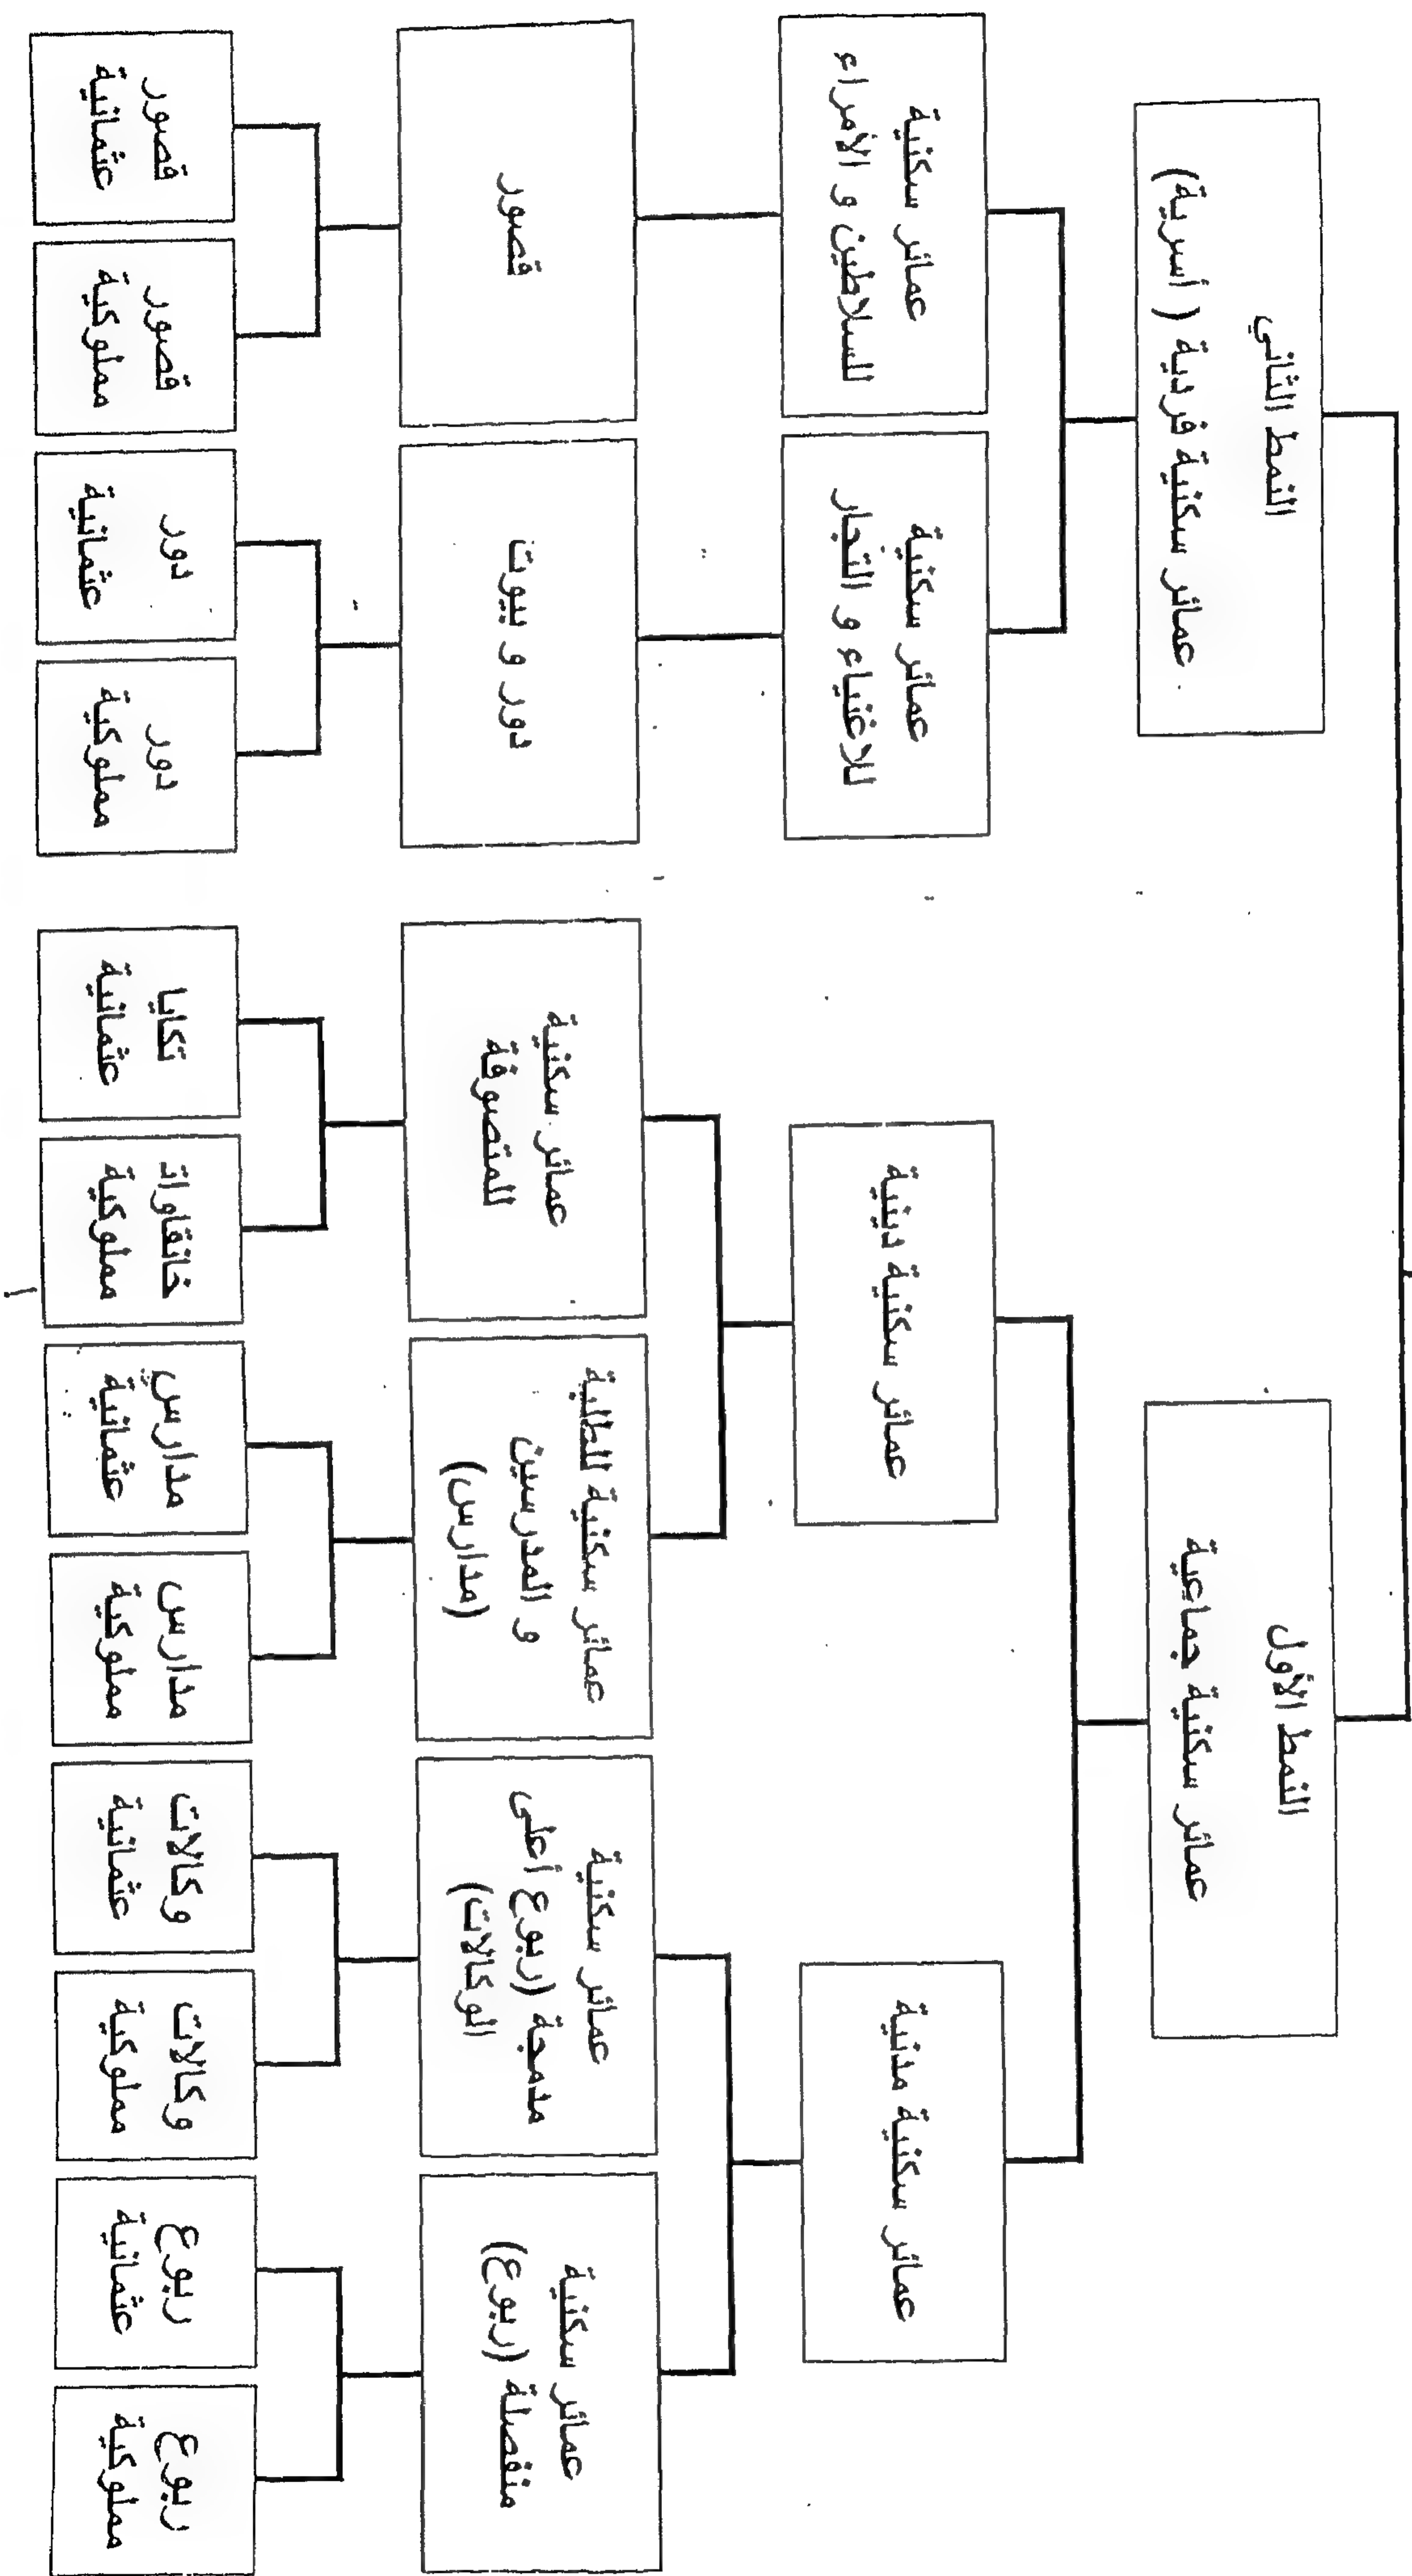 النمط الأول
عمائر سكنية جماعية
النمط الثاني
عمائر سكنية فردية ( أسرية)
عمائر سكنية مدنية
عمائر سكنية دينية
عمائر سكنية
للاغنياء و التجار
عمائر سكنية
للسلاطين و الأمراء
عمائر سكنية
منفصلة (ربوع)
عمائر سكنية
مدمجة (ربوع أعلى
الوكالات)
عمائر سكنية للطلبة
و المدرسين
(مدارس)
عمائر سكنية
للمتصوفة
دور و بيوت
قصور
ربوع
مملوكية
ربوع
عثمانية
وكالات
مملوكية
وكالات
عثمانية
مدارس
مملوكية
مدارس
عثمانية
خانقاوات
مملوكية
تكايا
عثمانية
دور
مملوكية
دور
عثمانية
قصور
مملوكية
قصور
عثمانية